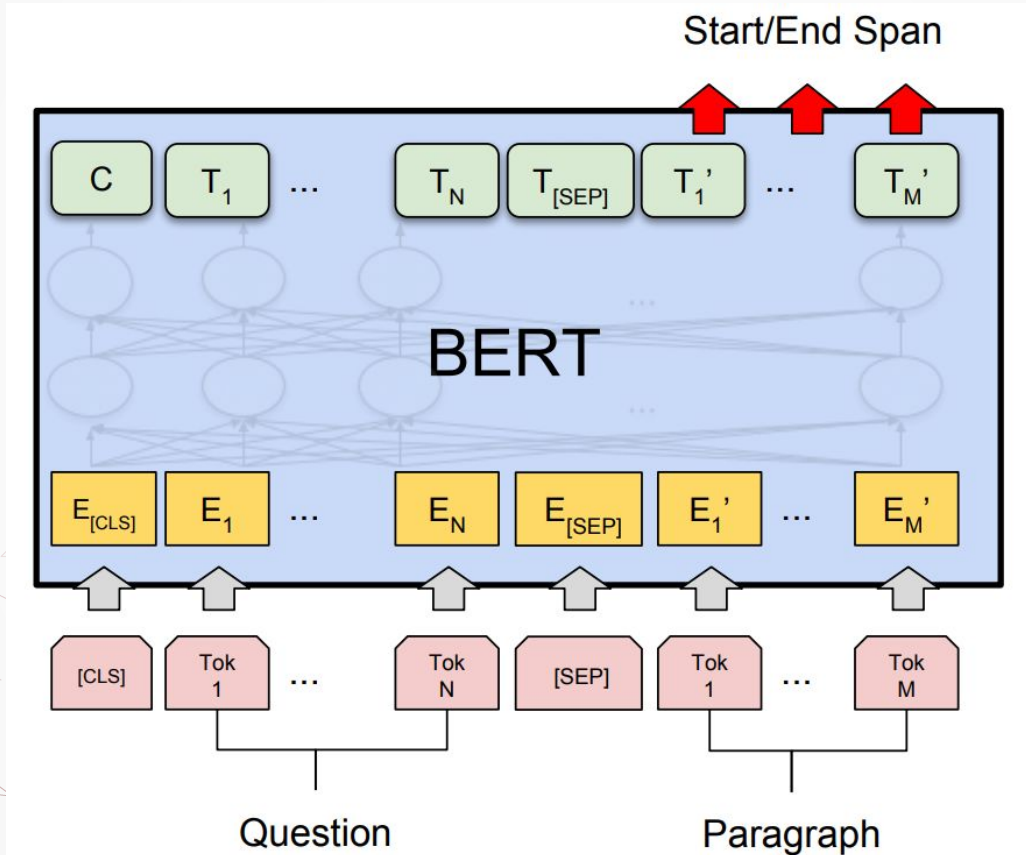 Start/End Span
C T1 ... TN T[SEP] T1’ ... TM’
...
BERT
...
E[CLS] E1 ... EN E[SEP] E1’ ... EM’
[CLS] Tok 1 ... Tok N [SEP] Tok 1 ... Tok M
Question Paragraph